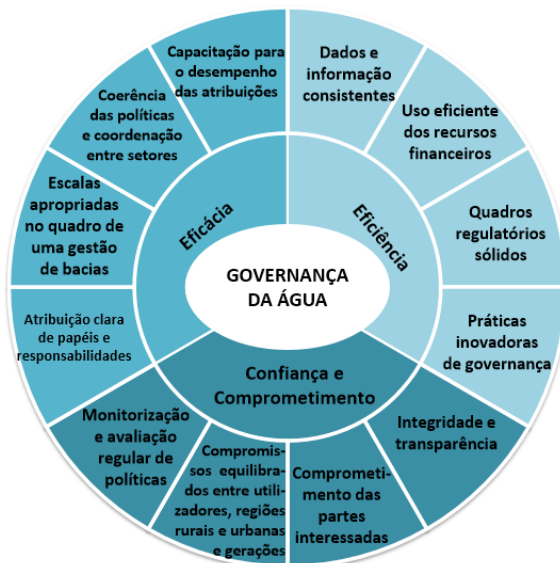 Capacitação para
o desempenho
das atribuições
Dados e
informação
consistentes
Coerência
das políticas
e coordenação
entre setores
Uso eficiente
dos recursos
financeiros
Escalas
apropriadas
no quadro de
uma gestão
de bacias
Eficácia
Eficiência
Quadros
regulatórios
sólidos
GOVERNANÇA
DA ÁGUA
Atribuição clara
de papéis e
responsabilidades
Práticas
inovadoras
de governança
Confiança e
Comprometimento
Monitorização
e avaliação
regular de
políticas
Compromis-
sos equilibra-
dos entre utili-
zadores, regiões
rurais e urbanas
e gerações
Comprometi-
mento das
partes
interessadas
Integridade e
transparência